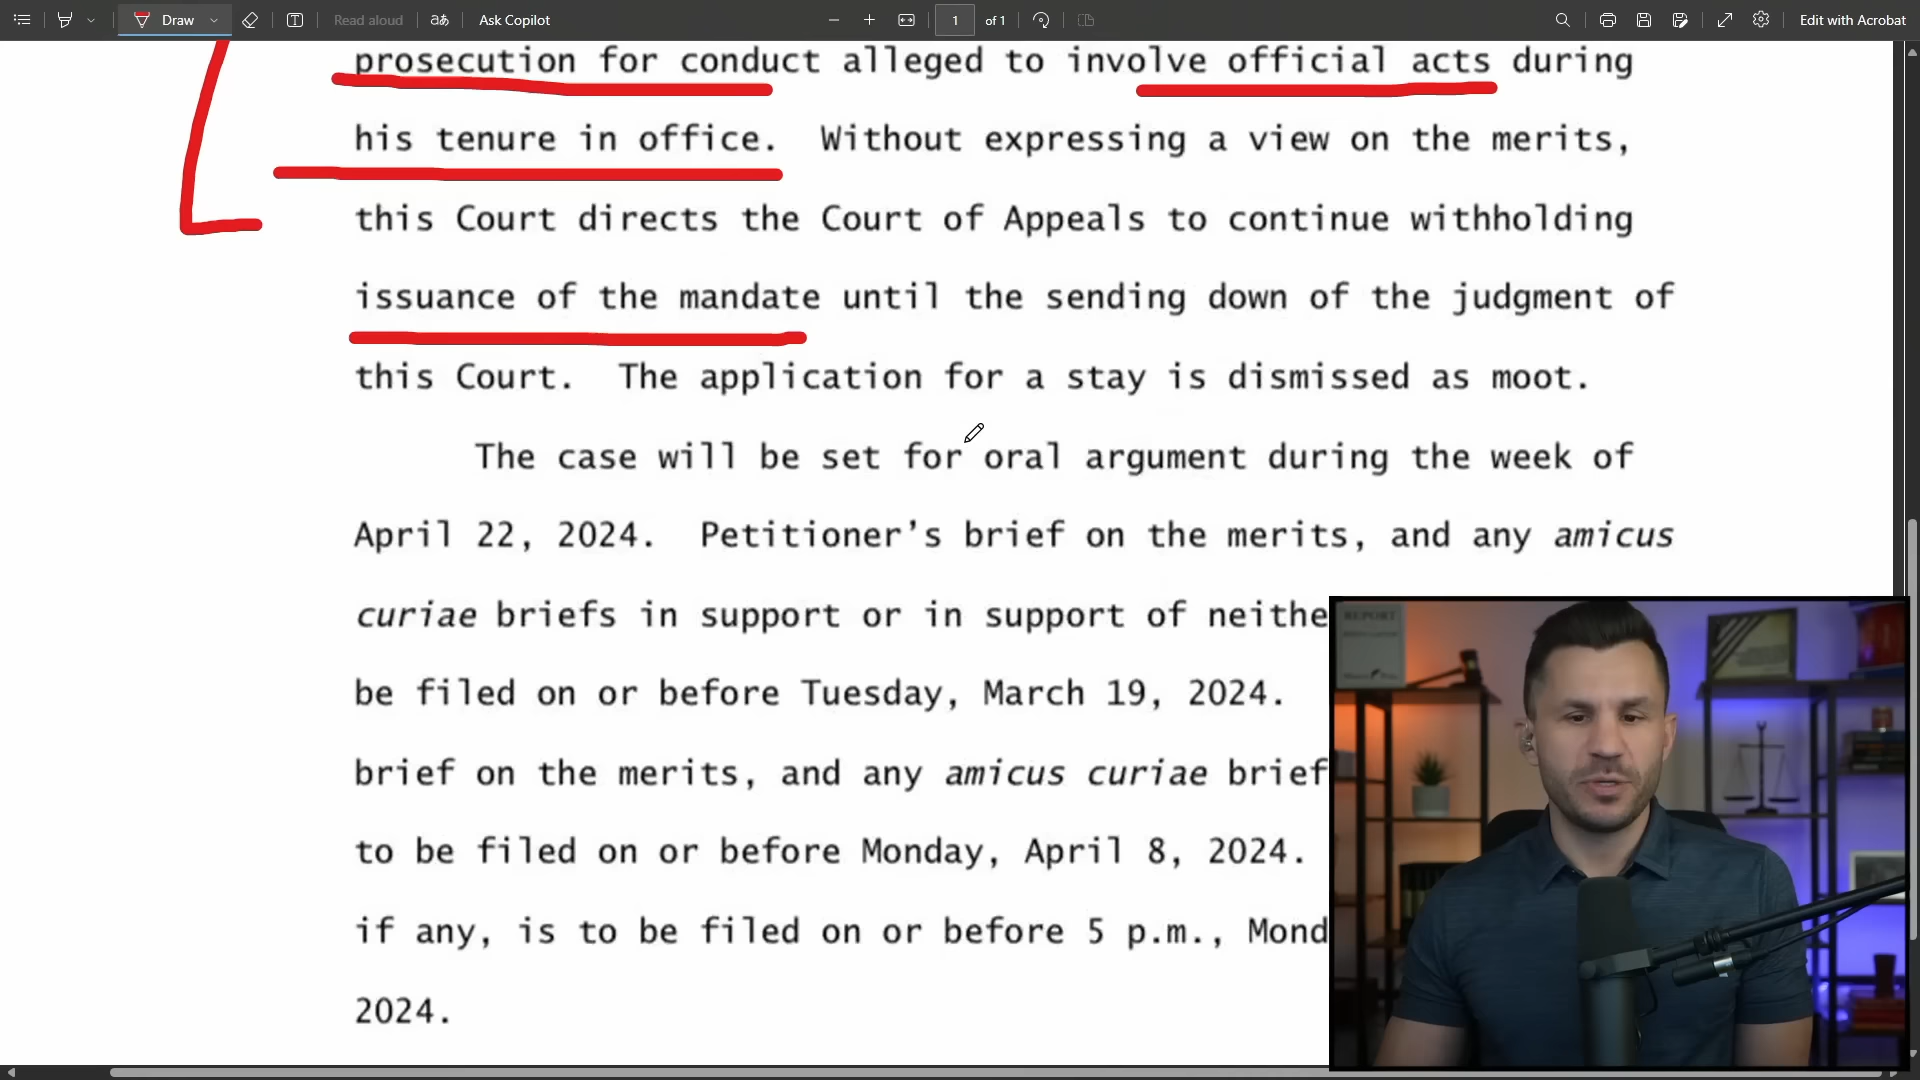 Draw
Read aloud
aあ
Ask Copilot
1
of 1
Edit with Acrobat
prosecution for conduct alleged to involve official acts during
his tenure in office. Without expressing a view on the merits,
this Court directs the Court of Appeals to continue withholding
issuance of the mandate until the sending down of the judgment of
this Court. The application for a stay is dismissed as moot.
The case will be set for oral argument during the week of
April 22, 2024. Petitioner’s brief on the merits, and any amicus
curiae briefs in support or in support of neithe
be filed on or before Tuesday, March 19, 2024.
brief on the merits, and any amicus curiae brief
to be filed on or before Monday, April 8, 2024.
if any, is to be filed on or before 5 p.m., Mond
2024.
REPORT